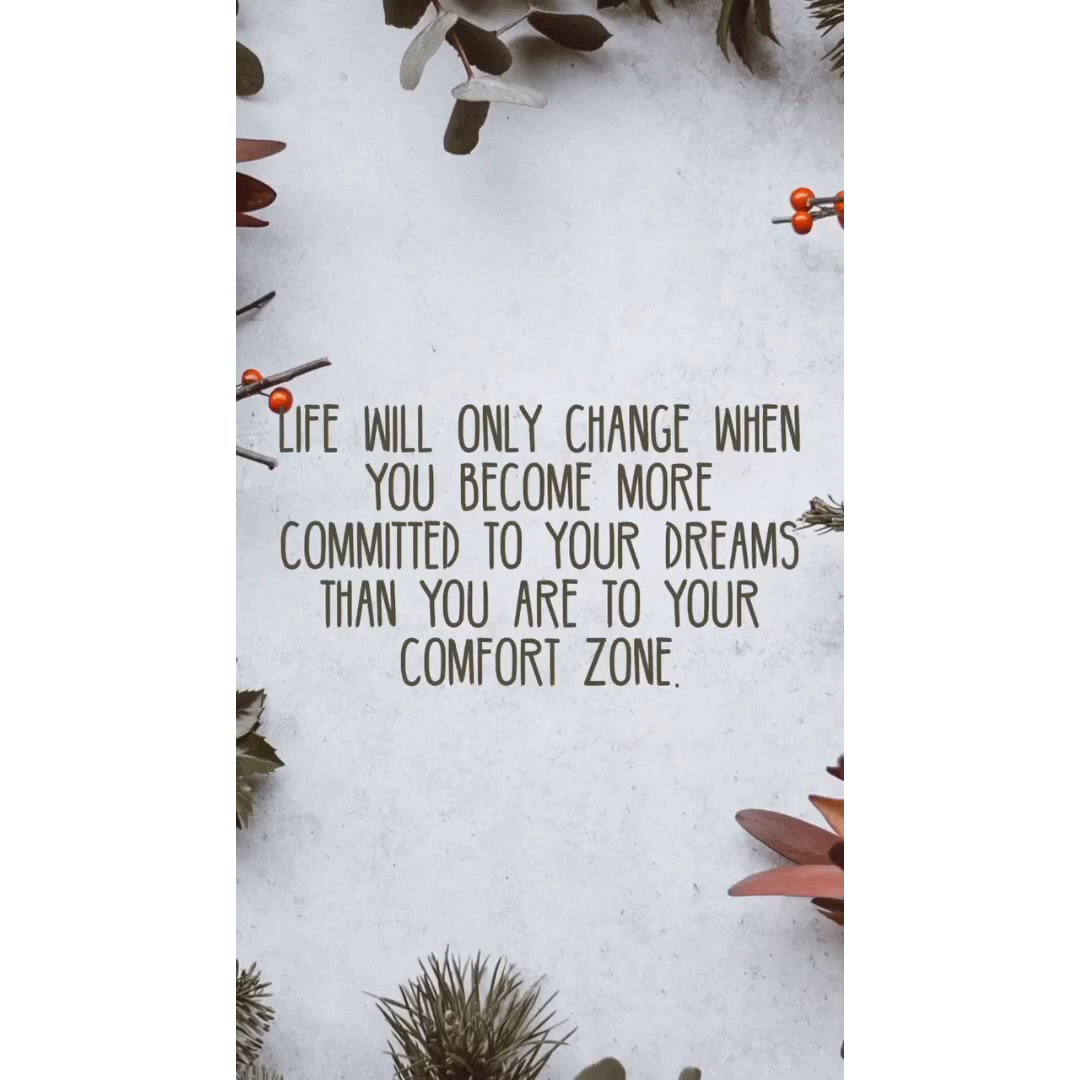 LIFE WILL ONLY CHANGE WHEN
YOU BECOME MORE
COMMITTED TO YOUR DREAMS
THAN YOU ARE TO YOUR
COMFORT ZONE.